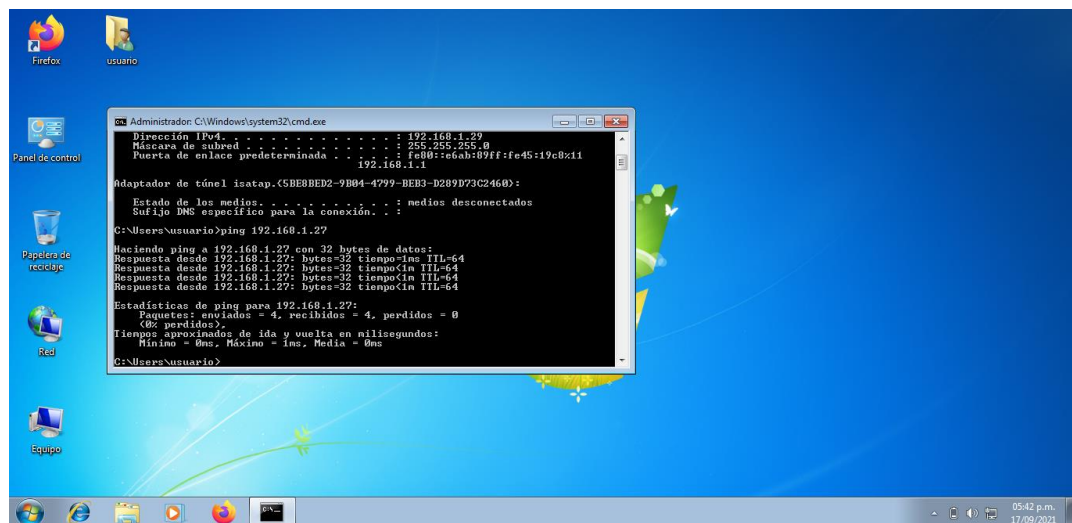 Firefox
usuario
Panel de control
Papelera de
reciclaje
Red
Equipo
Administrador: C:\Windows\system32\cmd.exe
Dirección IPv4. . . . . . . . . . . . . . : 192.168.1.29
Máscara de subred . . . . . . . . . . . . : 255.255.255.0
Puerta de enlace predeterminada . . . . . : fe80::e6ab:89ff:fe45:19c8%11
192.168.1.1
Adaptador de túnel isatap.{5BE8BED2-9B04-4799-BEB3-D289D73C2460}:
Estado de los medios. . . . . . . . . . . : medios desconectados
Sufijo DNS específico para la conexión. . :
C:\Users\usuario>ping 192.168.1.27
Haciendo ping a 192.168.1.27 con 32 bytes de datos:
Respuesta desde 192.168.1.27: bytes=32 tiempo=1ms TTL=64
Respuesta desde 192.168.1.27: bytes=32 tiempo<1m TTL=64
Respuesta desde 192.168.1.27: bytes=32 tiempo<1m TTL=64
Respuesta desde 192.168.1.27: bytes=32 tiempo<1m TTL=64
Estadísticas de ping para 192.168.1.27:
Paquetes: enviados = 4, recibidos = 4, perdidos = 0
(0% perdidos),
Tiempos aproximados de ida y vuelta en milisegundos:
Mínimo = 0ms, Máximo = 1ms, Media = 0ms
C:\Users\usuario>
05:42 p.m.
17/09/2021